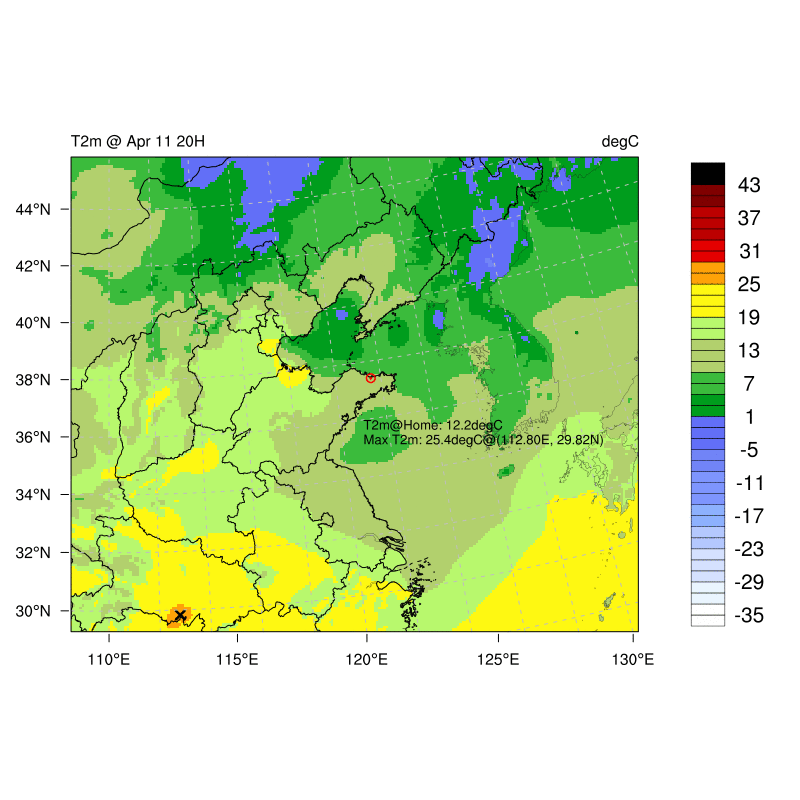 T2m @ Apr 11 20H
degC
44°N
42°N
40°N
38°N
36°N
34°N
32°N
30°N
110°E
115°E
120°E
125°E
130°E
T2m@Home: 12.2degC
Max T2m: 25.4degC@(112.80E, 29.82N)
43
37
31
25
19
13
7
1
-5
-11
-17
-23
-29
-35